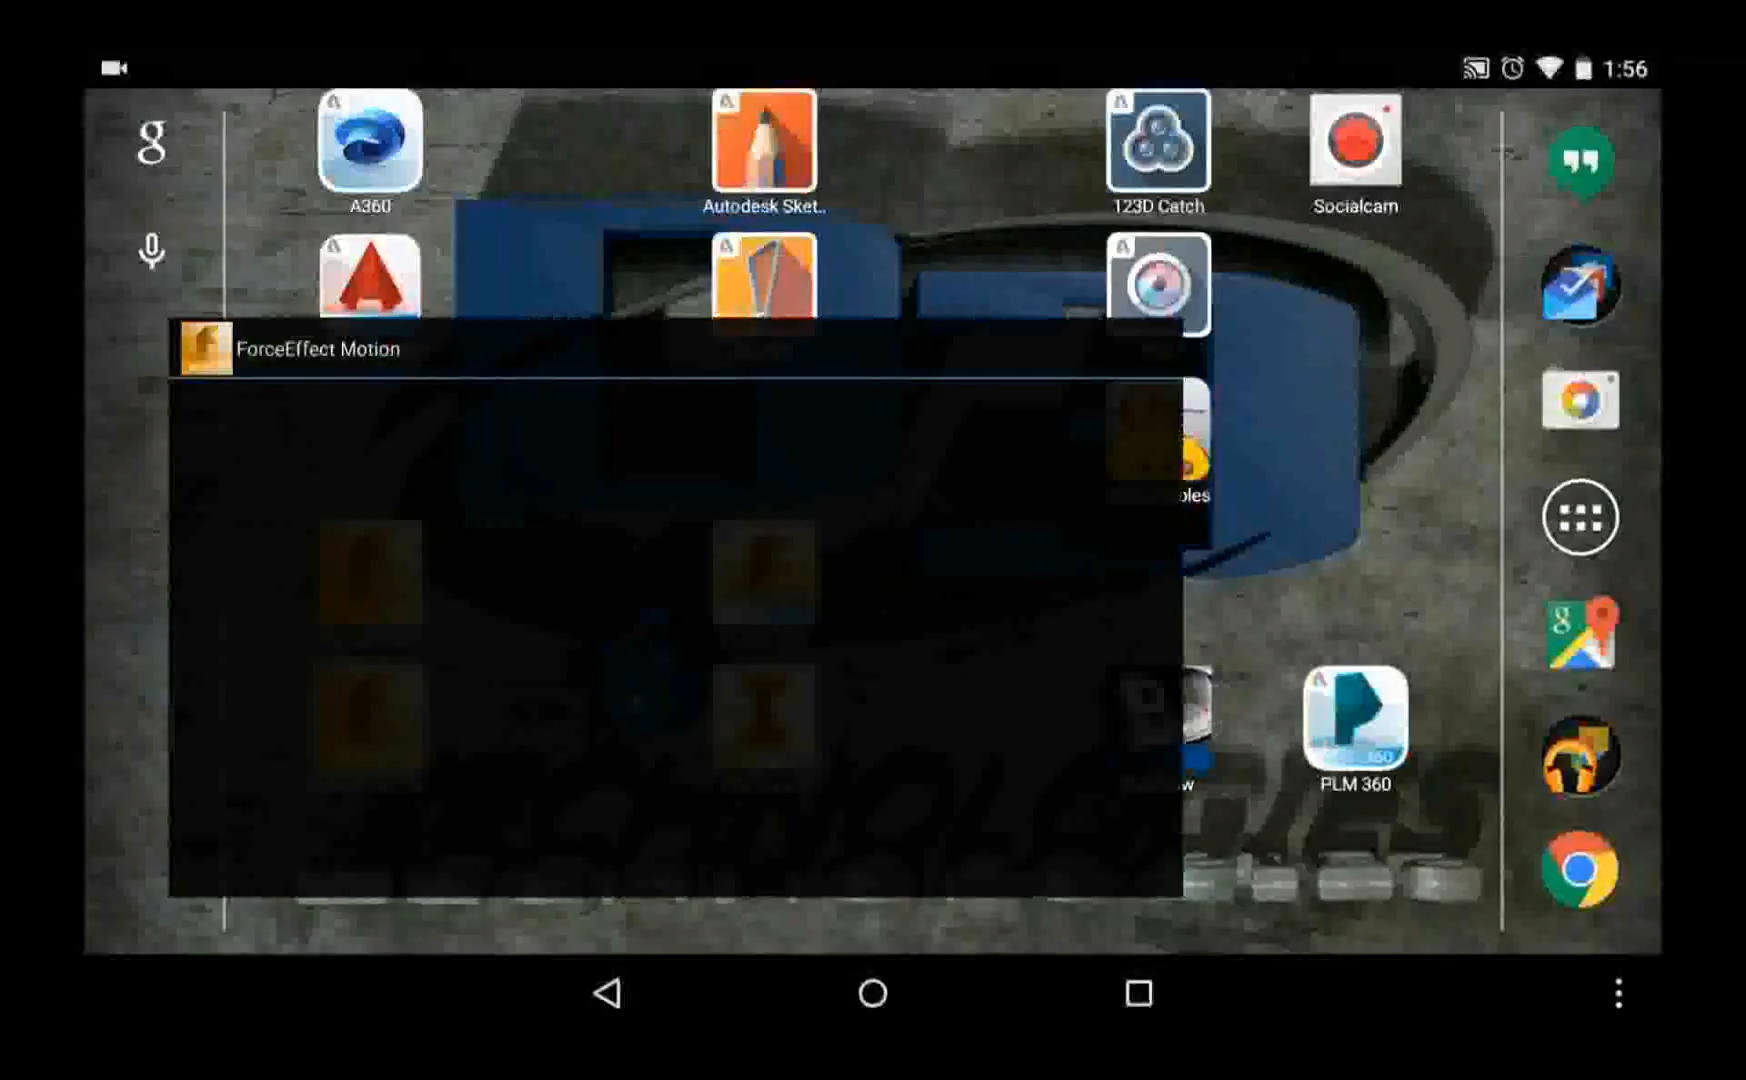 1:56
g
A360
Autodesk Sket..
123D Catch
Socialcam
ForceEffect Motion
PLM 360